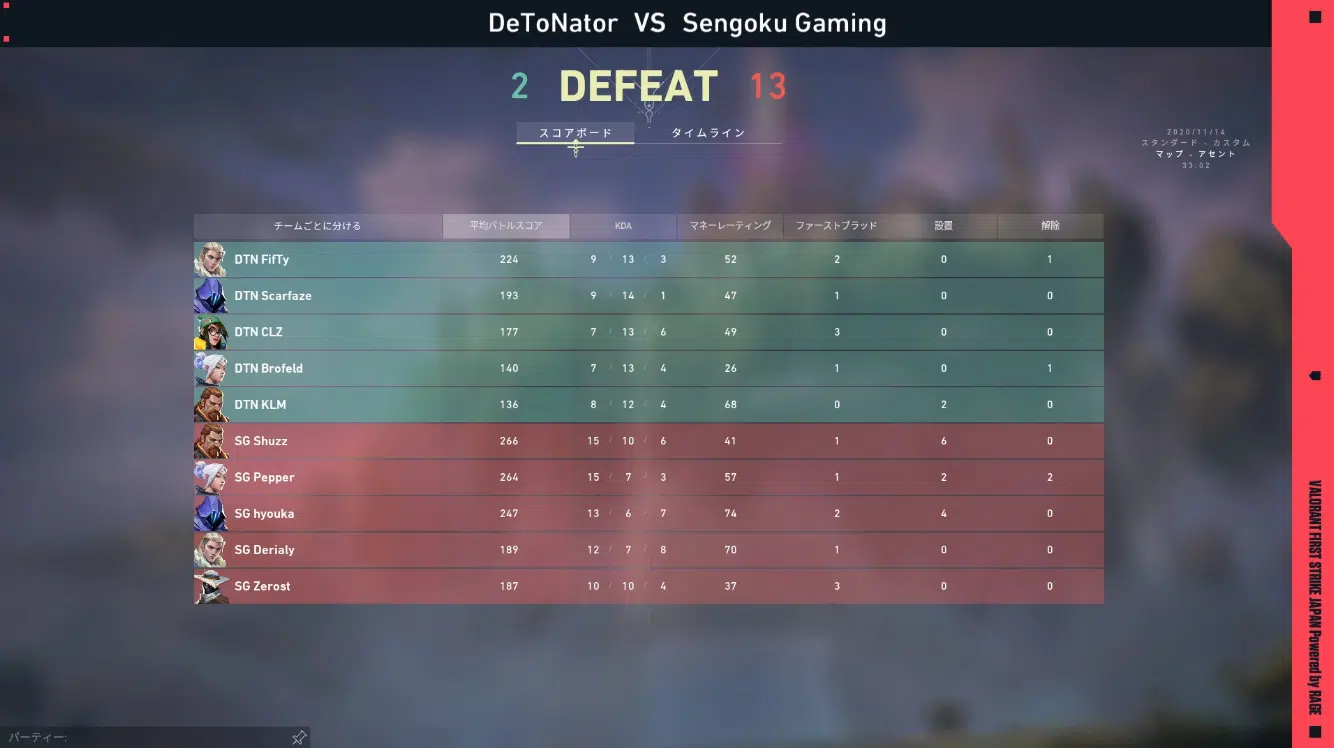 DeToNator VS Sengoku Gaming
2 DEFEAT 13
スコアボード タイムライン
2020/11/14
スタンダード - カスタム
マップ - アセント
33:02
チームごとに分ける 平均バトルスコア KDA マネーレーティング ファーストブラッド 設置 解除
DTN FifTy 224 9 / 13 / 3 52 2 0 1
DTN Scarfaze 193 9 / 14 / 1 47 1 0 0
DTN CLZ 177 7 / 13 / 6 49 3 0 0
DTN Brofeld 140 7 / 13 / 4 26 1 0 1
DTN KLM 136 8 / 12 / 4 68 0 2 0
SG Shuzz 266 15 / 10 / 6 41 1 6 0
SG Pepper 264 15 / 7 / 3 57 1 2 2
SG hyouka 247 13 / 6 / 7 74 2 4 0
SG Derialy 189 12 / 7 / 8 70 1 0 0
SG Zerost 187 10 / 10 / 4 37 3 0 0
パーティー:
VALORANT FIRST STRIKE JAPAN Powered by RAGE